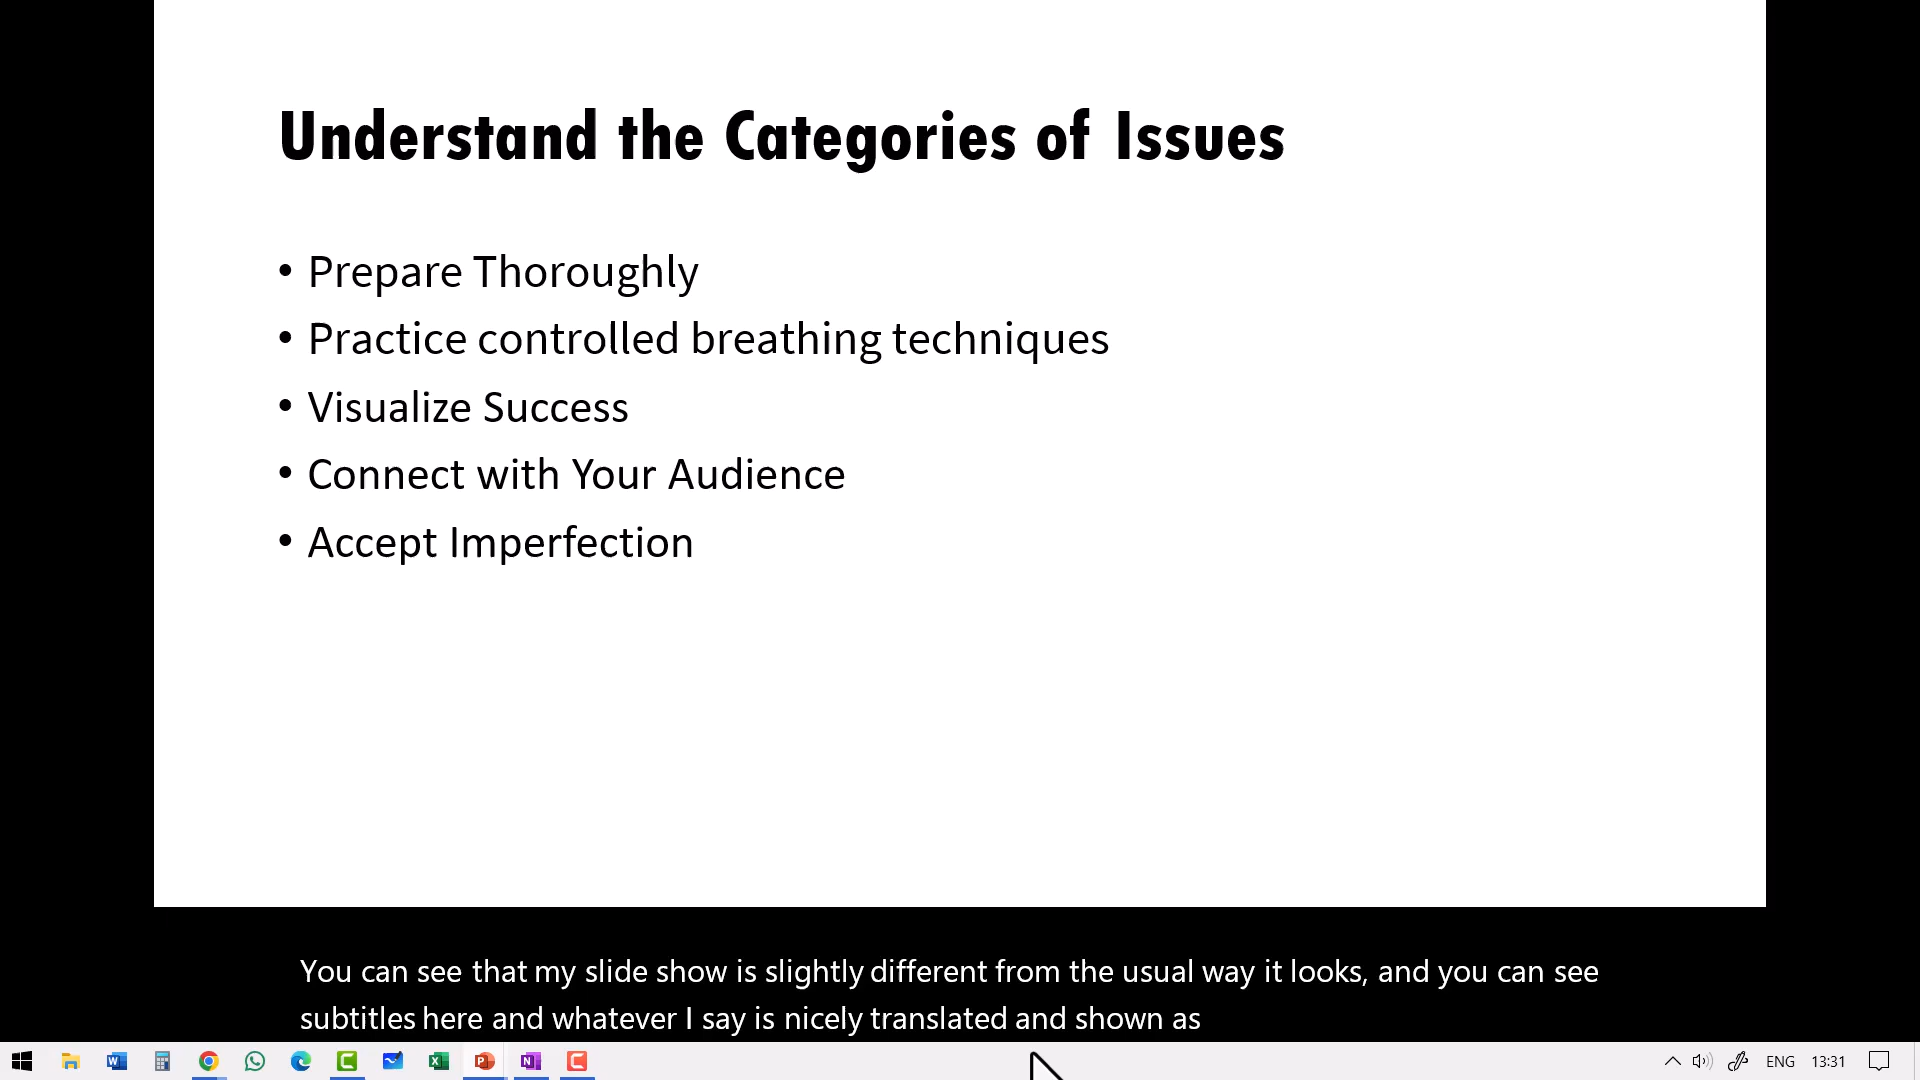 Understand the Categories of Issues
• Prepare Thoroughly
• Practice controlled breathing techniques
• Visualize Success
• Connect with Your Audience
• Accept Imperfection
You can see that my slide show is slightly different from the usual way it looks, and you can see
subtitles here and whatever I say is nicely translated and shown as
ENG 13:31